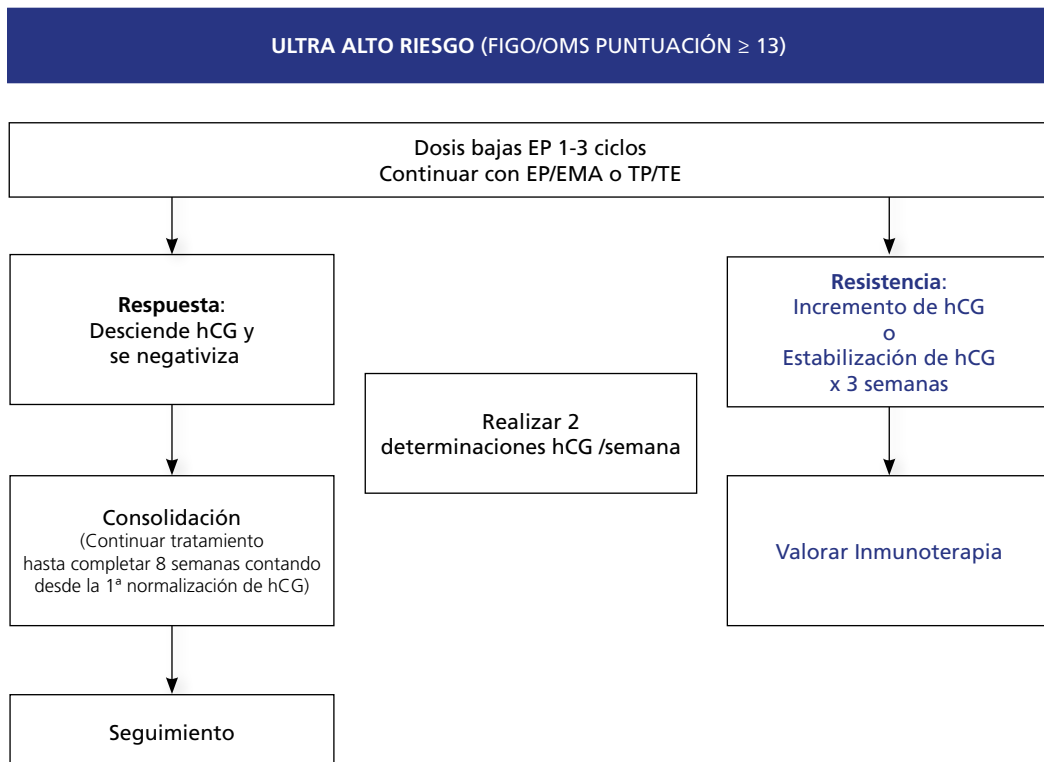 ULTRA ALTO RIESGO (FIGO/OMS PUNTUACIÓN ≥ 13)
Dosis bajas EP 1-3 ciclos
Continuar con EP/EMA o TP/TE
Respuesta:
Desciende hCG y
se negativiza
Resistencia:
Incremento de hCG
o
Estabilización de hCG
x 3 semanas
Realizar 2
determinaciones hCG /semana
Consolidación
(Continuar tratamiento
hasta completar 8 semanas contando
desde la 1ª normalización de hCG)
Valorar Inmunoterapia
Seguimiento